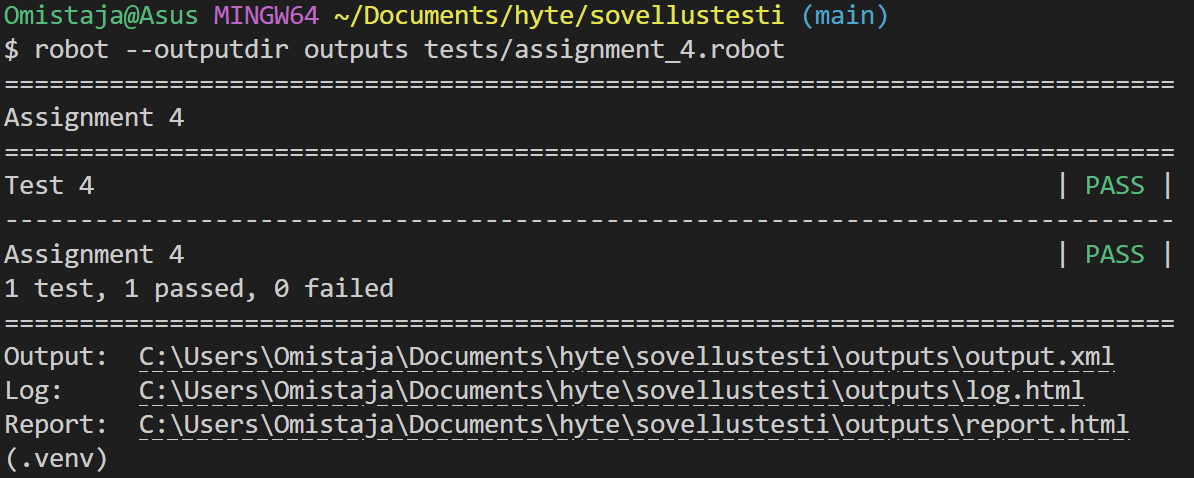 Omistaja@Asus MINGW64 ~/Documents/hyte/sovellustesti (main)
$ robot --outputdir outputs tests/assignment_4.robot
==============================================================================
Assignment 4
==============================================================================
Test 4 | PASS |
------------------------------------------------------------------------------
Assignment 4 | PASS |
1 test, 1 passed, 0 failed
==============================================================================
Output: C:\Users\Omistaja\Documents\hyte\sovellustesti\outputs\output.xml
Log: C:\Users\Omistaja\Documents\hyte\sovellustesti\outputs\log.html
Report: C:\Users\Omistaja\Documents\hyte\sovellustesti\outputs\report.html
(.venv)